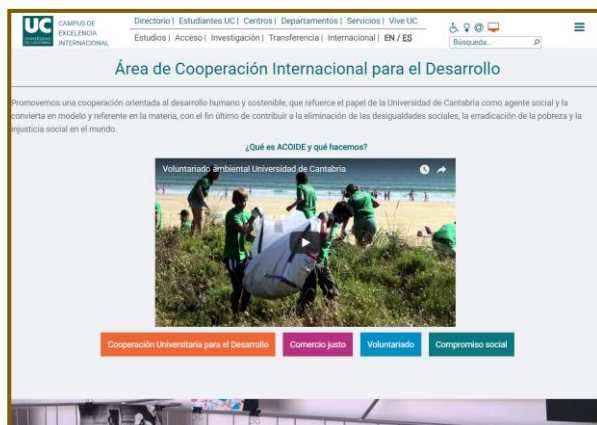 UC
UNIVERSIDAD
DE CANTABRIA
CAMPUS DE
EXCELENCIA
INTERNACIONAL
Directorio | Estudiantes UC | Centros | Departamentos | Servicios | Vive UC
Estudios | Acceso | Investigación | Transferencia | Internacional | EN / ES
Búsqueda...
Área de Cooperación Internacional para el Desarrollo
Promovemos una cooperación orientada al desarrollo humano y sostenible, que refuerce el papel de la Universidad de Cantabria como agente social y la
convierta en modelo y referente en la materia, con el fin último de contribuir a la eliminación de las desigualdades sociales, la erradicación de la pobreza y la
injusticia social en el mundo.
¿Qué es ACOIDE y qué hacemos?
Voluntariado ambiental Universidad de Cantabria
Cooperación Universitaria para el Desarrollo
Comercio justo
Voluntariado
Compromiso social